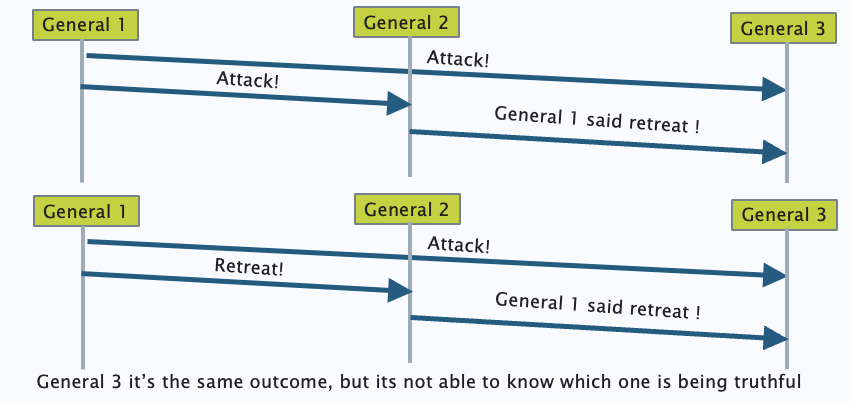 General 1
General 2
General 3
Attack!
Attack!
General 1 said retreat !
General 1
General 2
General 3
Attack!
Retreat!
General 1 said retreat !
General 3 it's the same outcome, but its not able to know which one is being truthful